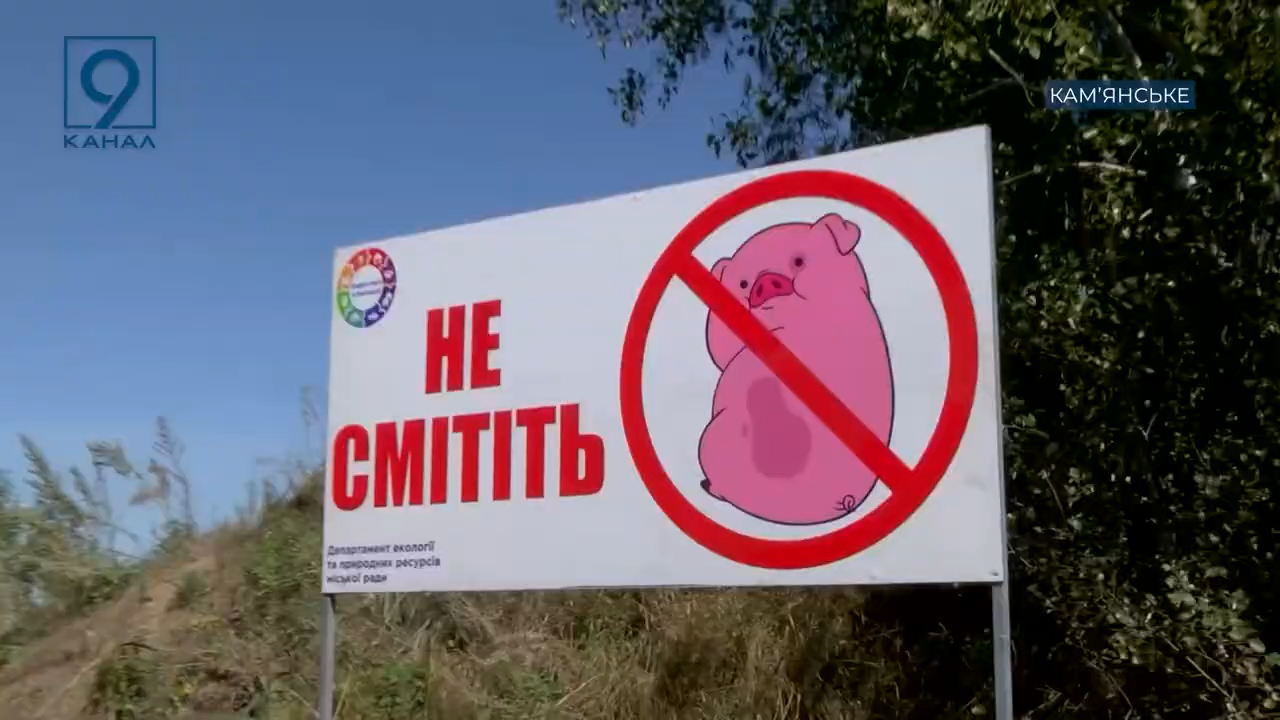 9
КАНАЛ
КАМ'ЯНСЬКЕ
НЕ
СМІТІТЬ
Департамент екології
та природних ресурсів
міської ради